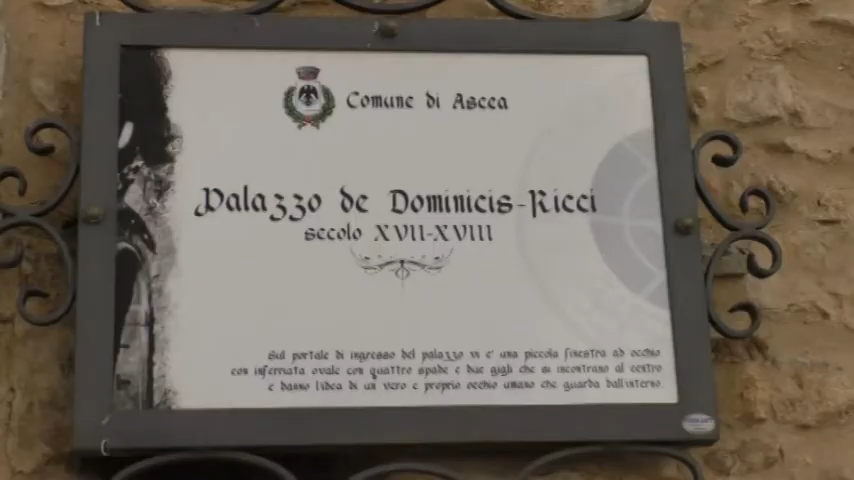 Comune di Ascea
Palazzo de Dominicis-Ricci
secolo XVII-XVIII
Sul portale di ingresso del palazzo vi e' una piccola finestra ad occhio
con inferriata ovale con quattro spade e due gigli che si incontrano al centro
e danno l'idea di un vero e proprio occhio umano che guarda dall'interno